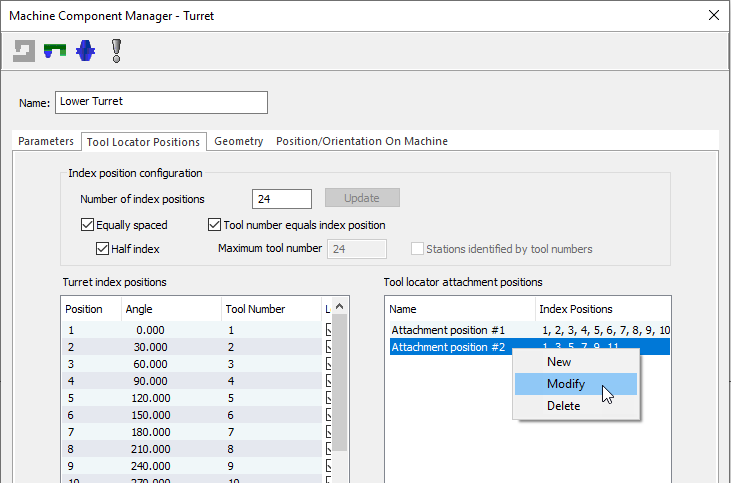 Machine Component Manager - Turret
Name: Lower Turret
Parameters Tool Locator Positions Geometry Position/Orientation On Machine
Index position configuration
Number of index positions 24 Update
Equally spaced Tool number equals index position
Half index Maximum tool number 24 Stations identified by tool numbers
Turret index positions Tool locator attachment positions
Position Angle Tool Number Name Index Positions
1 0.000 1 Attachment position #1 1, 2, 3, 4, 5, 6, 7, 8, 9, 10
2 30.000 2 Attachment position #2 1, 3, 5, 7, 9, 11
3 60.000 3 New
4 90.000 4 Modify
5 120.000 5 Delete
6 150.000 6
7 180.000 7
8 210.000 8
9 240.000 9
10 270.000 10